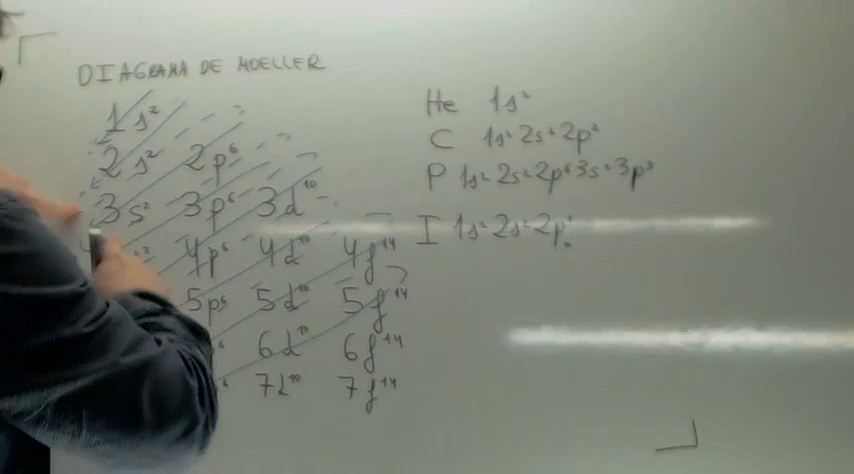 DIAGRAMA DE MOELLER
1s²
2s² 2p⁶
3s² 3p⁶ 3d¹⁰
4p⁶ 4d¹⁰ 4f¹⁴
5p⁶ 5d¹⁰ 5f¹⁴
6d¹⁰ 6f¹⁴
7d¹⁰ 7f¹⁴
He 1s²
C 1s² 2s² 2p²
P 1s² 2s² 2p⁶ 3s² 3p³
I 1s² 2s² 2p⁶